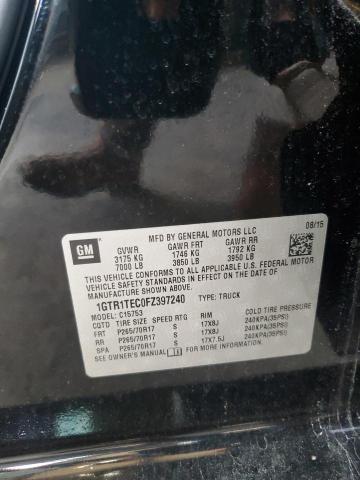 GM
MFD BY GENERAL MOTORS LLC
08/15
GVWR GAWR FRT GAWR RR
3175 KG 1746 KG 1792 KG
7000 LB 3850 LB 3950 LB
THIS VEHICLE CONFORMS TO ALL APPLICABLE U.S. FEDERAL MOTOR
VEHICLE SAFETY STANDARDS IN EFFECT ON THE DATE OF
MANUFACTURE SHOWN ABOVE.
1GTR1TEC0FZ397240 TYPE: TRUCK
MODEL: C15753
TIRE SIZE SPEED RTG RIM COLD TIRE PRESSURE
FRT P265/70R17 S 17X8J 240KPA(35PSI)
RR P265/70R17 S 17X8J 240KPA(35PSI)
SPA P265/70R17 S 17X7.5J 240KPA(35PSI)
SEE OWNER'S MANUAL FOR ADDITIONAL INFORMATION.